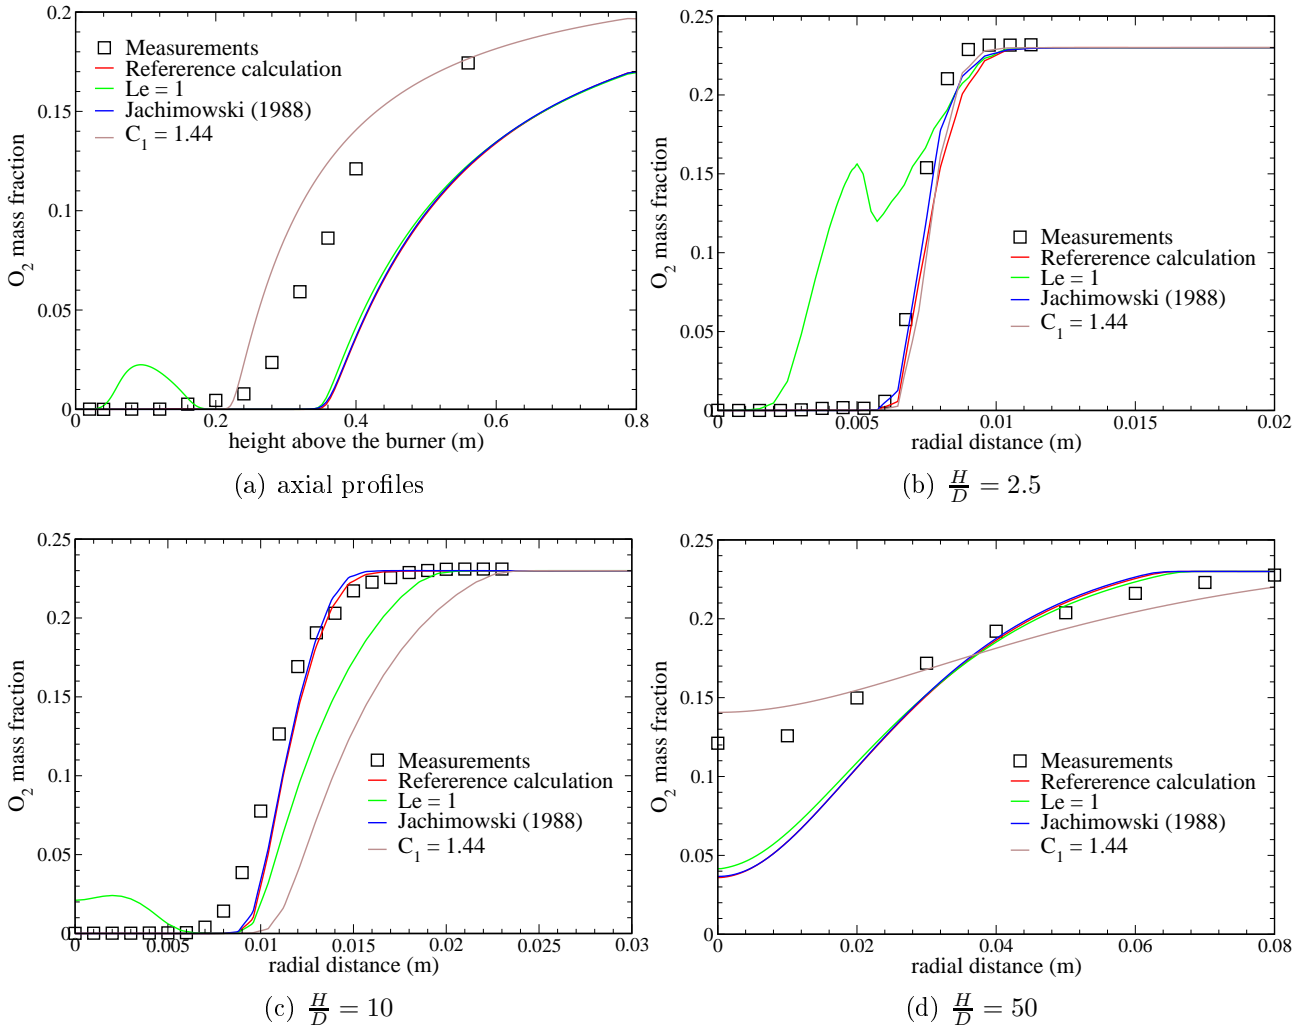 0.2
0.15
0.1
0.05
0
O2 mass fraction
Measurements
Refererence calculation
Le = 1
Jachimowski (1988)
C1 = 1.44
0 0.2 0.4 0.6 0.8
height above the burner (m)
(a) axial profiles
0.25
0.2
0.15
0.1
0.05
0
O2 mass fraction
Measurements
Refererence calculation
Le = 1
Jachimowski (1988)
C1 = 1.44
0 0.005 0.01 0.015 0.02
radial distance (m)
(b) H/D = 2.5
0.25
0.2
0.15
0.1
0.05
0
O2 mass fraction
Measurements
Refererence calculation
Le = 1
Jachimowski (1988)
C1 = 1.44
0 0.005 0.01 0.015 0.02 0.025 0.03
radial distance (m)
(c) H/D = 10
0.25
0.2
0.15
0.1
0.05
0
O2 mass fraction
Measurements
Refererence calculation
Le = 1
Jachimowski (1988)
C1 = 1.44
0 0.02 0.04 0.06 0.08
radial distance (m)
(d) H/D = 50